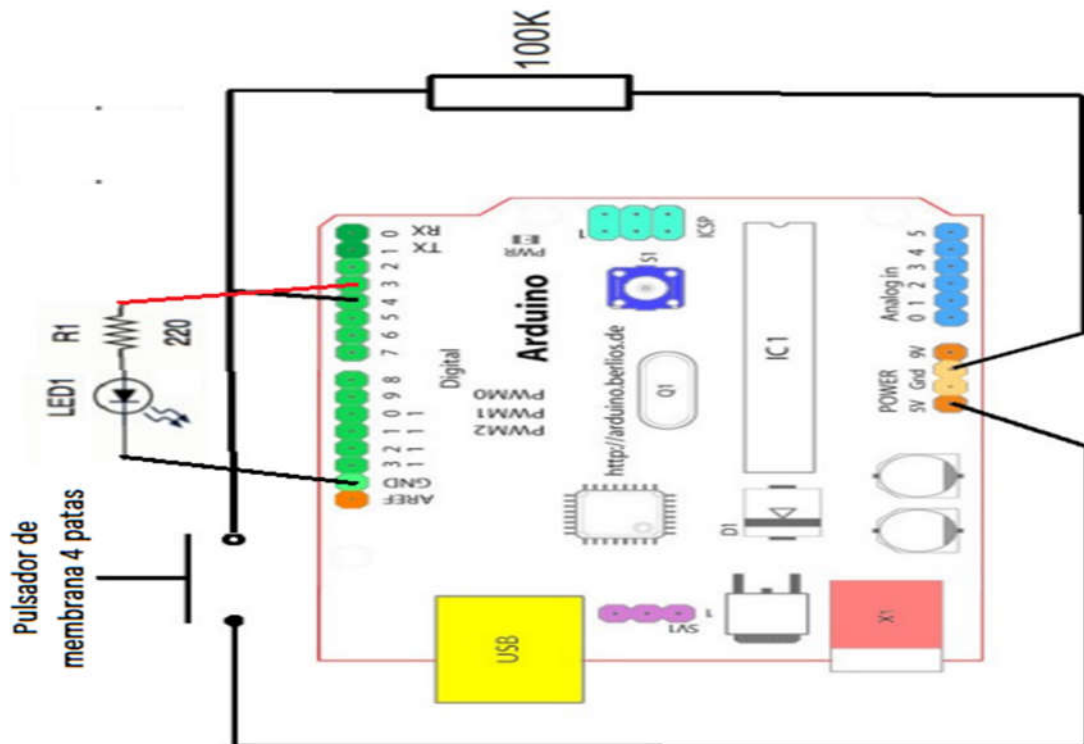 100K
R1
220
LED1
Pulsador de
membrana 4 patas
RX
TX
0
1
2
3
4
5
6
7
8
9
0
1
2
3
1
1
1
1
GND
AREF
Digital
PWR
1
ICSP
S1
Arduino
PWM0
PWM1
PWM2
http://arduino.berlios.de
Q1
IC1
Analog in
0 1 2 3 4 5
POWER
5V Gnd 9V
D1
USB
SV1
1
X1